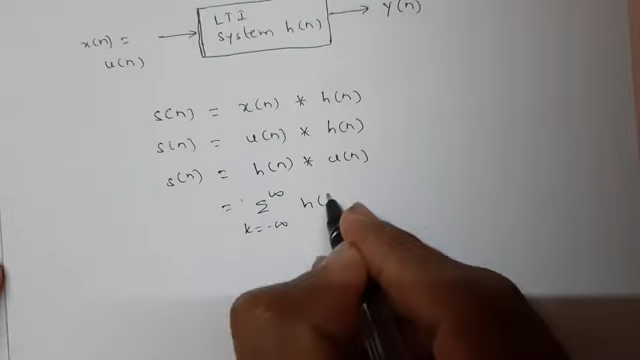 LTI
x(n) = system h(n) y(n)
u(n)
s(n) = x(n) * h(n)
s(n) = u(n) * h(n)
s(n) = h(n) * u(n)
= Σ^∞ h(
k=-∞